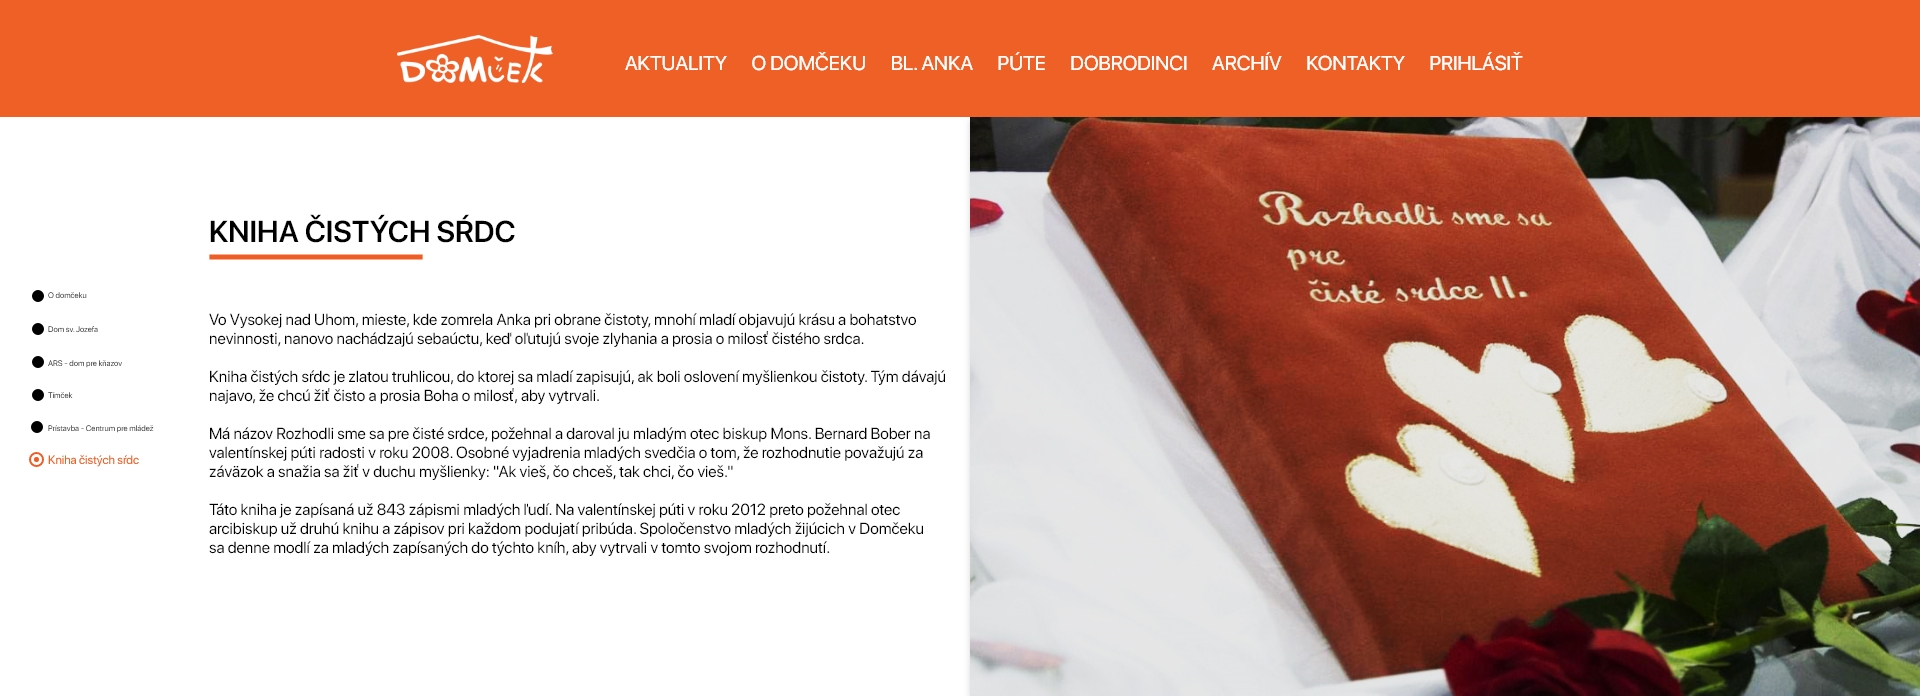 DOMČEK
AKTUALITY O DOMČEKU BL. ANKA PÚTE DOBRODINCI ARCHÍV KONTAKTY PRIHLÁSIŤ
KNIHA ČISTÝCH SŔDC
O domčeku
Dom sv. Jozefa
ARS - dom pre kňazov
Timček
Prístavba - Centrum pre mládež
Kniha čistých sŕdc
Vo Vysokej nad Uhom, mieste, kde zomrela Anka pri obrane čistoty, mnohí mladí objavujú krásu a bohatstvo
nevinnosti, nanovo nachádzajú sebaúctu, keď oľutujú svoje zlyhania a prosia o milosť čistého srdca.
Kniha čistých sŕdc je zlatou truhlicou, do ktorej sa mladí zapisujú, ak boli oslovení myšlienkou čistoty. Tým dávajú
najavo, že chcú žiť čisto a prosia Boha o milosť, aby vytrvali.
Má názov Rozhodli sme sa pre čisté srdce, požehnal a daroval ju mladým otec biskup Mons. Bernard Bober na
valentínskej púti radosti v roku 2008. Osobné vyjadrenia mladých svedčia o tom, že rozhodnutie považujú za
záväzok a snažia sa žiť v duchu myšlienky: "Ak vieš, čo chceš, tak chci, čo vieš."
Táto kniha je zapísaná už 843 zápismi mladých ľudí. Na valentínskej púti v roku 2012 preto požehnal otec
arcibiskup už druhú knihu a zápisov pri každom podujatí pribúda. Spoločenstvo mladých žijúcich v Domčeku
sa denne modlí za mladých zapísaných do týchto kníh, aby vytrvali v tomto svojom rozhodnutí.
Rozhodli sme sa
pre
čisté srdce II.